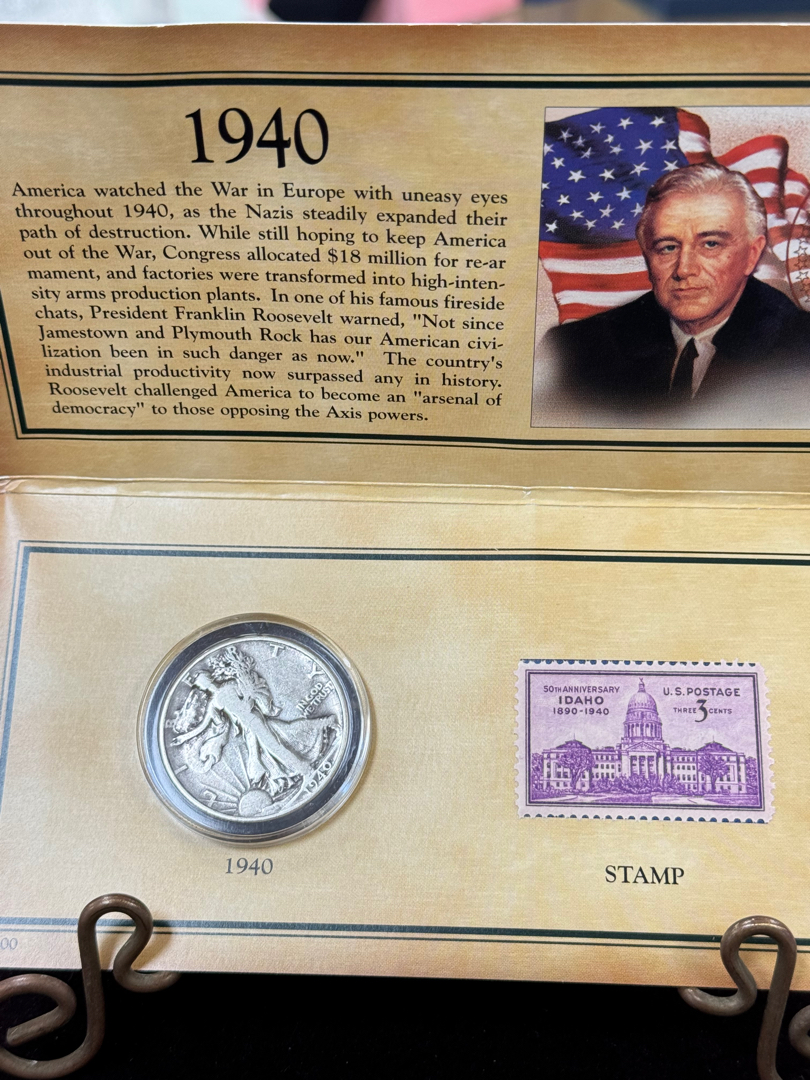 1940
America watched the War in Europe with uneasy eyes
throughout 1940, as the Nazis steadily expanded their
path of destruction. While still hoping to keep America
out of the War, Congress allocated $18 million for re-ar
mament, and factories were transformed into high-inten-
sity arms production plants. In one of his famous fireside
chats, President Franklin Roosevelt warned, "Not since
Jamestown and Plymouth Rock has our American civi-
lization been in such danger as now." The country's
industrial productivity now surpassed any in history.
Roosevelt challenged America to become an "arsenal of
democracy" to those opposing the Axis powers.
LIBERTY
IN GOD
WE TRUST
1940
50TH ANNIVERSARY
IDAHO
1890-1940
U.S. POSTAGE
THREE 3 CENTS
1940
STAMP
00